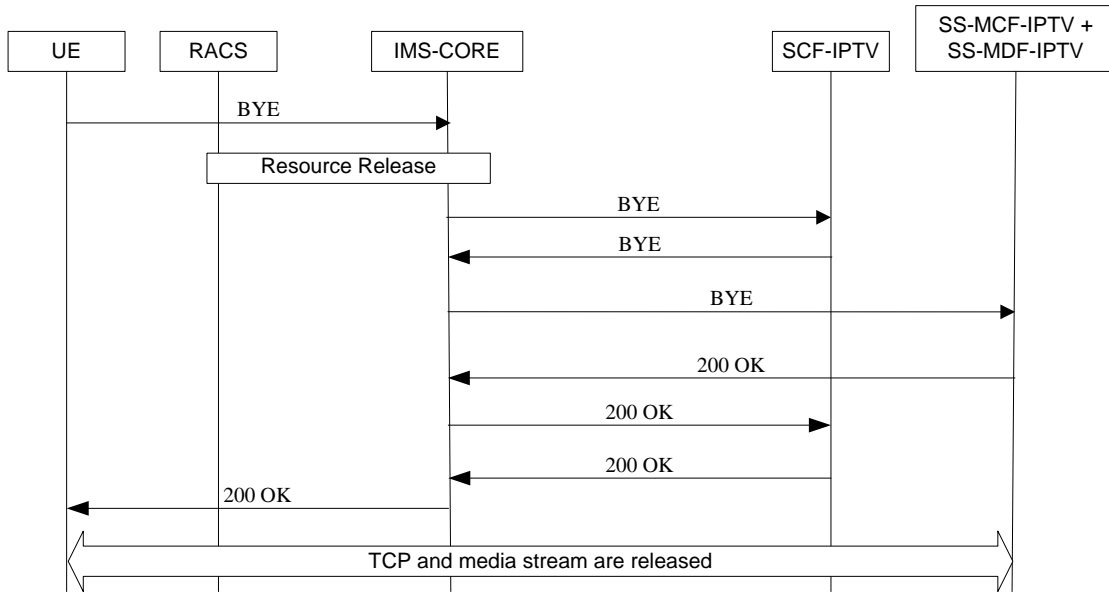 SS-MCF-IPTV +
SS-MDF-IPTV
UE
RACS
IMS-CORE
SCF-IPTV
BYE
Resource Release
BYE
BYE
BYE
200 OK
200 OK
200 OK
200 OK
TCP and media stream are released